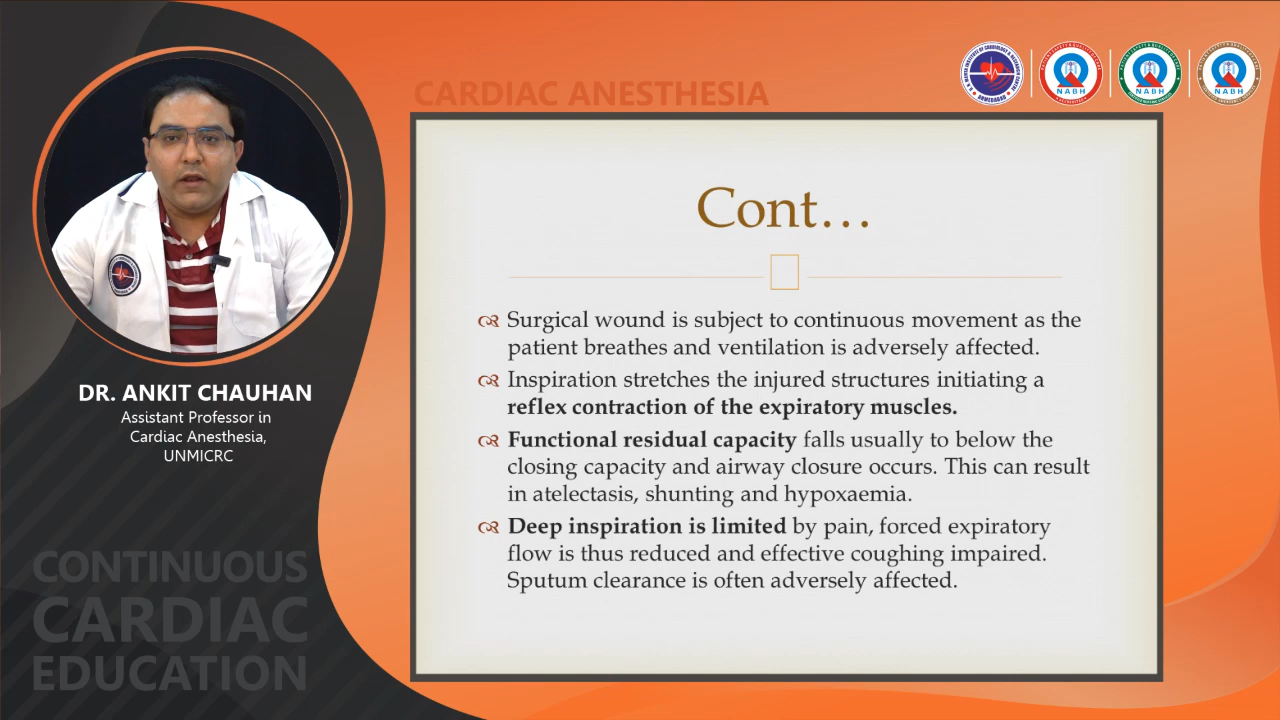 CARDIAC ANESTHESIA
NABH
NABH
NABH
Cont…
Surgical wound is subject to continuous movement as the
patient breathes and ventilation is adversely affected.
Inspiration stretches the injured structures initiating a
reflex contraction of the expiratory muscles.
Functional residual capacity falls usually to below the
closing capacity and airway closure occurs. This can result
in atelectasis, shunting and hypoxaemia.
Deep inspiration is limited by pain, forced expiratory
flow is thus reduced and effective coughing impaired.
Sputum clearance is often adversely affected.
DR. ANKIT CHAUHAN
Assistant Professor in
Cardiac Anesthesia,
UNMICRC
CONTINUOUS
CARDIAC
EDUCATION